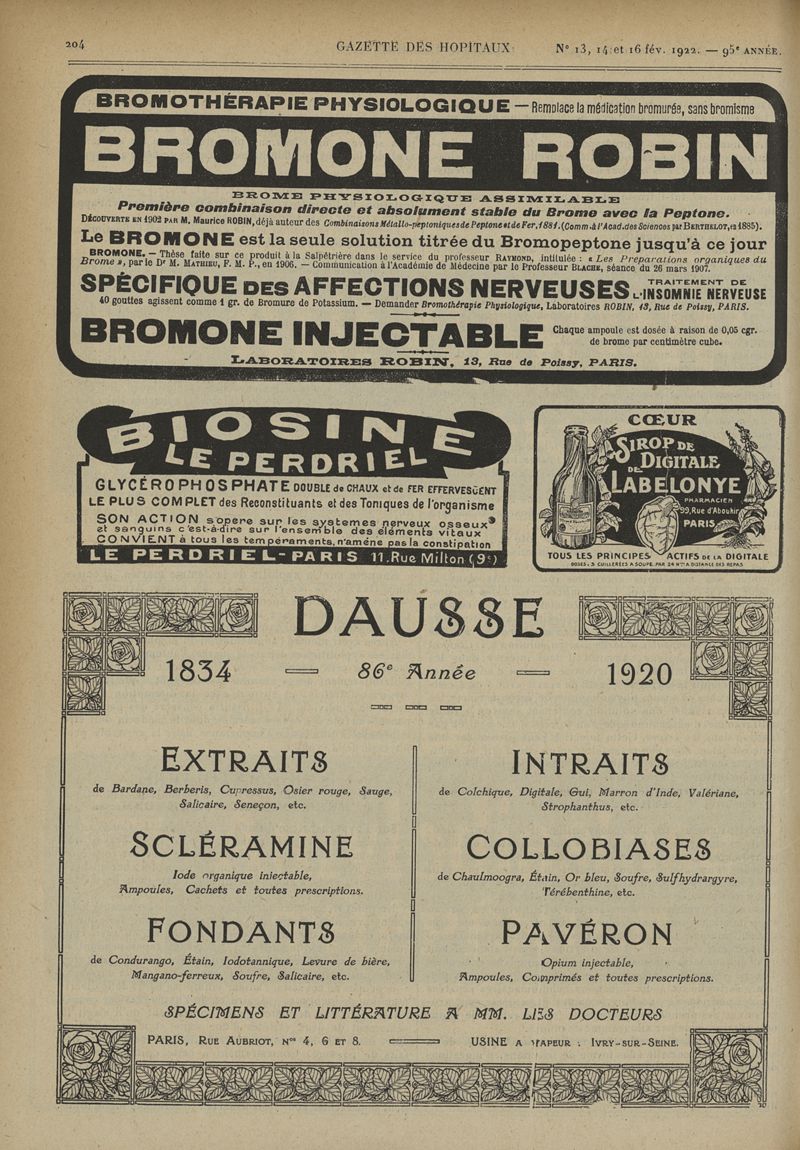 204
GAZETTE DES HOPITAUX
N° 13, 14 et 16 fév. 1922. — 95e ANNÉE.
BROMOTHÉRAPIE PHYSIOLOGIQUE — Remplace la médication bromurée, sans bromisme
BROMONE ROBIN
BROME PHYSIOLOGIQUE ASSIMILABLE
Première combinaison directe et absolument stable du Brome avec la Peptone.
DÉCOUVERTE EN 1902 PAR M. Maurice ROBIN, déjà auteur des Combinaisons Métallo-peptoniques de Peptone et de Fer, 1881. (Comm. à l'Acad. des Sciences par BERTHELOT, en 1885).
Le BROMONE est la seule solution titrée du Bromopeptone jusqu'à ce jour
BROMONE. — Thèse faite sur ce produit à la Salpêtrière dans le service du professeur RAYMOND, intitulée : « Les Preparations organiques du
Brome », par le Dr M. MATHIEU, F. M. P., en 1906. — Communication à l'Académie de Médecine par le Professeur BLACHE, séance du 26 mars 1907.
SPÉCIFIQUE DES AFFECTIONS NERVEUSES
TRAITEMENT DE
L'INSOMNIE NERVEUSE
40 gouttes agissent comme 1 gr. de Bromure de Potassium. — Demander Bromothérapie Physiologique, Laboratoires ROBIN, 13, Rue de Poissy, PARIS.
BROMONE INJECTABLE
Chaque ampoule est dosée à raison de 0,05 cgr.
de brome par centimètre cube.
LABORATOIRES ROBIN, 13, Rue de Poissy, PARIS.
BIOSINE
LE PERDRIEL
GLYCÉROPHOSPHATE DOUBLE de CHAUX et de FER EFFERVESCENT
LE PLUS COMPLET des Reconstituants et des Toniques de l'organisme
SON ACTION s'opère sur les systemes nerveux osseux
et sanguins c'est-à-dire sur l'ensemble des éléments vitaux
CONVIENT à tous les tempéraments, n'amène pas la constipation
LE PERDRIEL-PARIS 11. Rue Milton (9e)
CŒUR
SIROP DE
DIGITALE
DE
LABELONYE
PHARMACIEN
99, Rue d'Aboukir
PARIS
TOUS LES PRINCIPES ACTIFS DE LA DIGITALE
DOSES: 3 CUILLERÉES A SOUPE PAR 24 Hres A DISTANCE DES REPAS
DAUSSE
1834 — 86e Année — 1920
EXTRAITS
de Bardane, Berberis, Cupressus, Osier rouge, Sauge,
Salicaire, Seneçon, etc.
INTRAITS
de Colchique, Digitale, Gui, Marron d'Inde, Valériane,
Strophanthus, etc.
SCLÉRAMINE
Iode organique injectable,
Ampoules, Cachets et toutes prescriptions.
COLLOBIASES
de Chaulmoogra, Étain, Or bleu, Soufre, Sulfhydrargyre,
Térébenthine, etc.
FONDANTS
de Condurango, Étain, Iodotannique, Levure de bière,
Mangano-ferreux, Soufre, Salicaire, etc.
PAVÉRON
Opium injectable,
Ampoules, Comprimés et toutes prescriptions.
SPÉCIMENS ET LITTÉRATURE A MM. LES DOCTEURS
PARIS, RUE AUBRIOT, Nos 4, 6 ET 8.
USINE A VAPEUR : IVRY-SUR-SEINE.